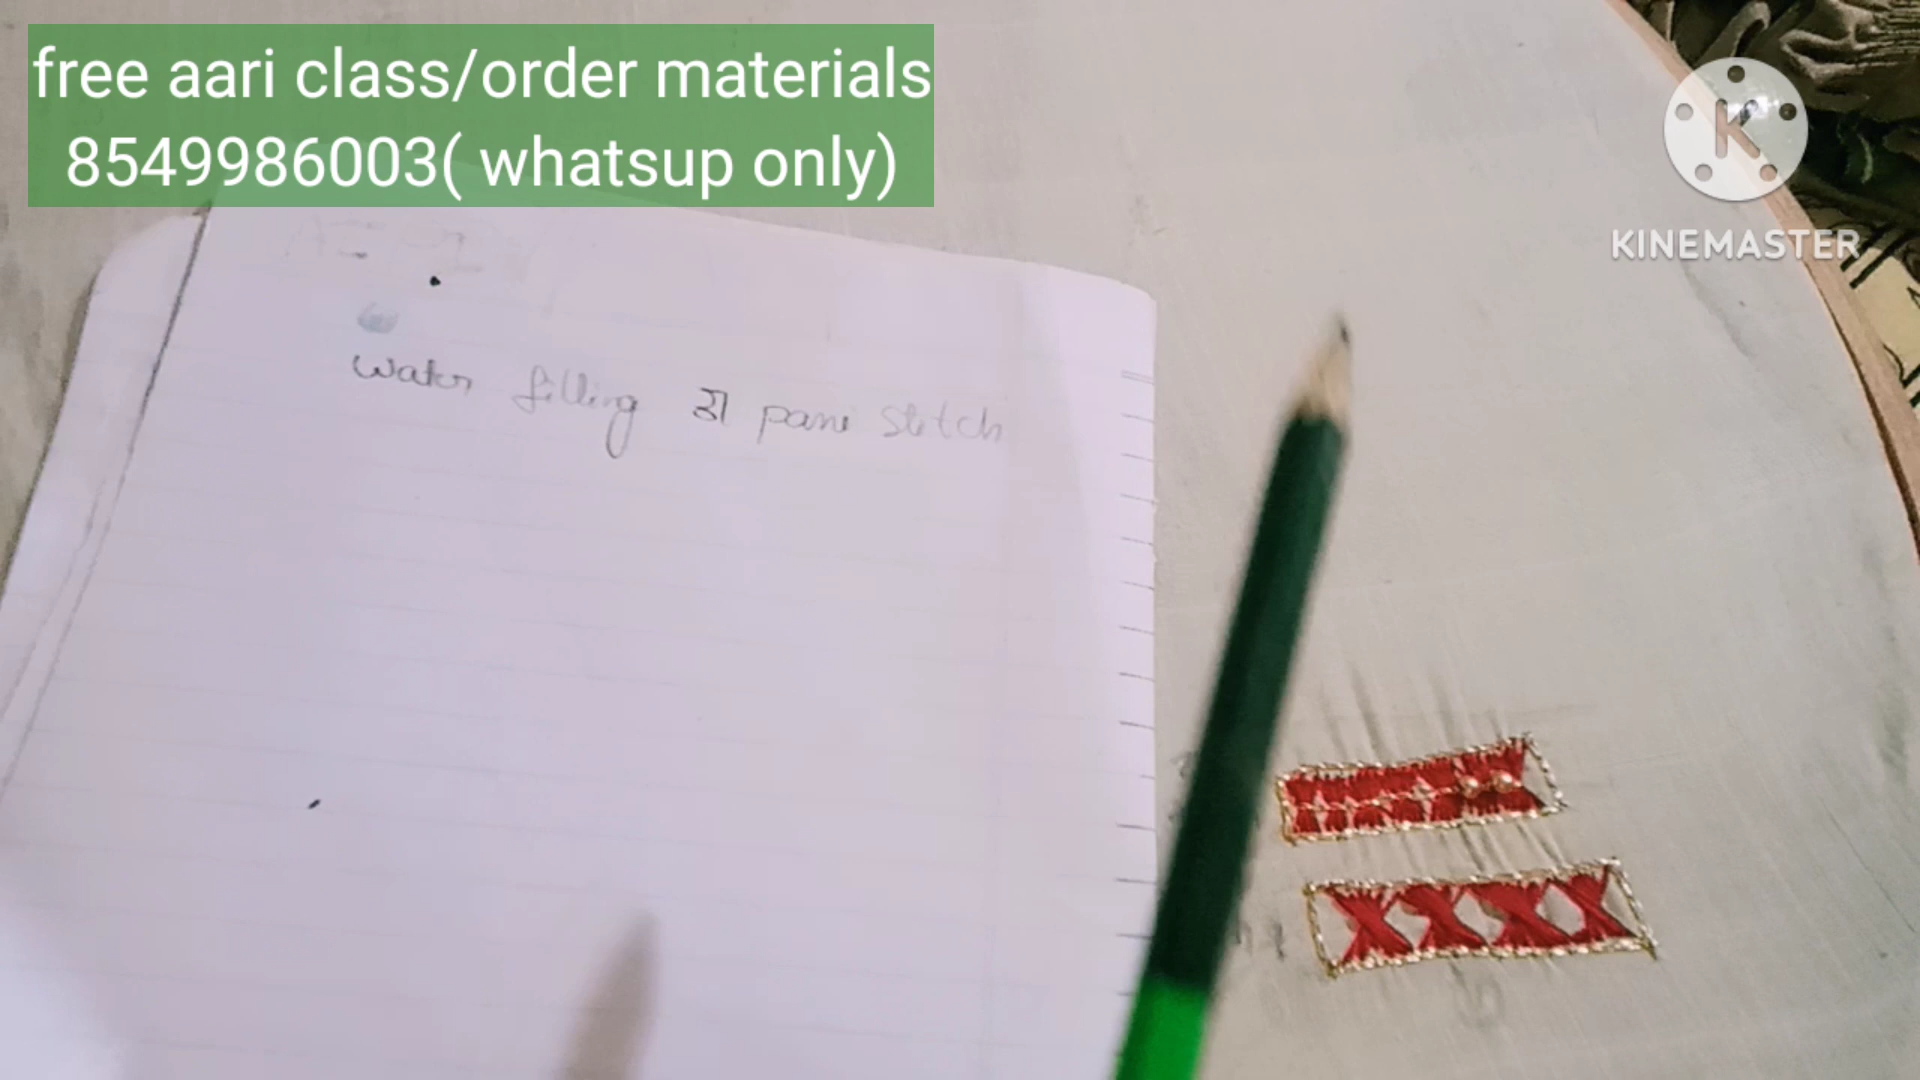 free aari class/order materials
8549986003( whatsup only)
KINEMASTER
water filling या pani stitch